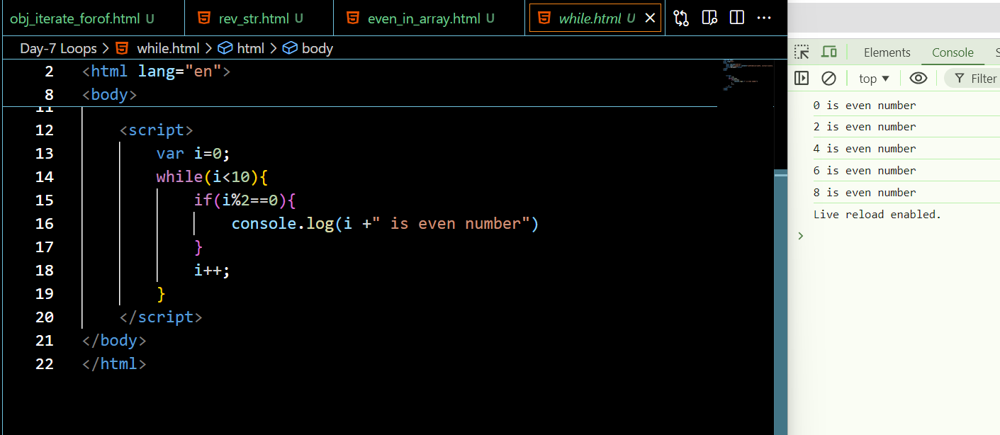 obj_iterate_forof.html U rev_str.html U even_in_array.html U while.html U
Day-7 Loops > while.html > html > body
2 <html lang="en">
8 <body>
11
12 <script>
13 var i=0;
14 while(i<10){
15 if(i%2==0){
16 console.log(i +" is even number")
17 }
18 i++;
19 }
20 </script>
21 </body>
22 </html>
Elements Console
top Filter
0 is even number
2 is even number
4 is even number
6 is even number
8 is even number
Live reload enabled.
>